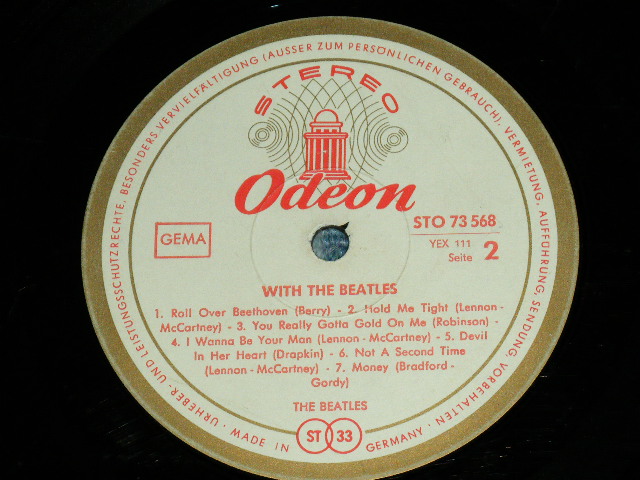 URHEBER- UND LEISTUNGSSCHUTZRECHTE, BESONDERS VERVIELFÄLTIGUNG (AUSSER ZUM PERSÖNLICHEN GEBRAUCH), VERMIETUNG, AUFFÜHRUNG, SENDUNG, VORBEHALTEN ·
STEREO
Odeon
GEMA
STO 73 568
YEX 111
Seite 2
WITH THE BEATLES
1. Roll Over Beethoven (Berry) - 2. Hold Me Tight (Lennon-
McCartney) - 3. You Really Gotta Gold On Me (Robinson) -
4. I Wanna Be Your Man (Lennon - McCartney) - 5. Devil
In Her Heart (Drapkin) - 6. Not A Second Time
(Lennon - McCartney) - 7. Money (Bradford-
Gordy)
THE BEATLES
ST 33
MADE IN GERMANY ·